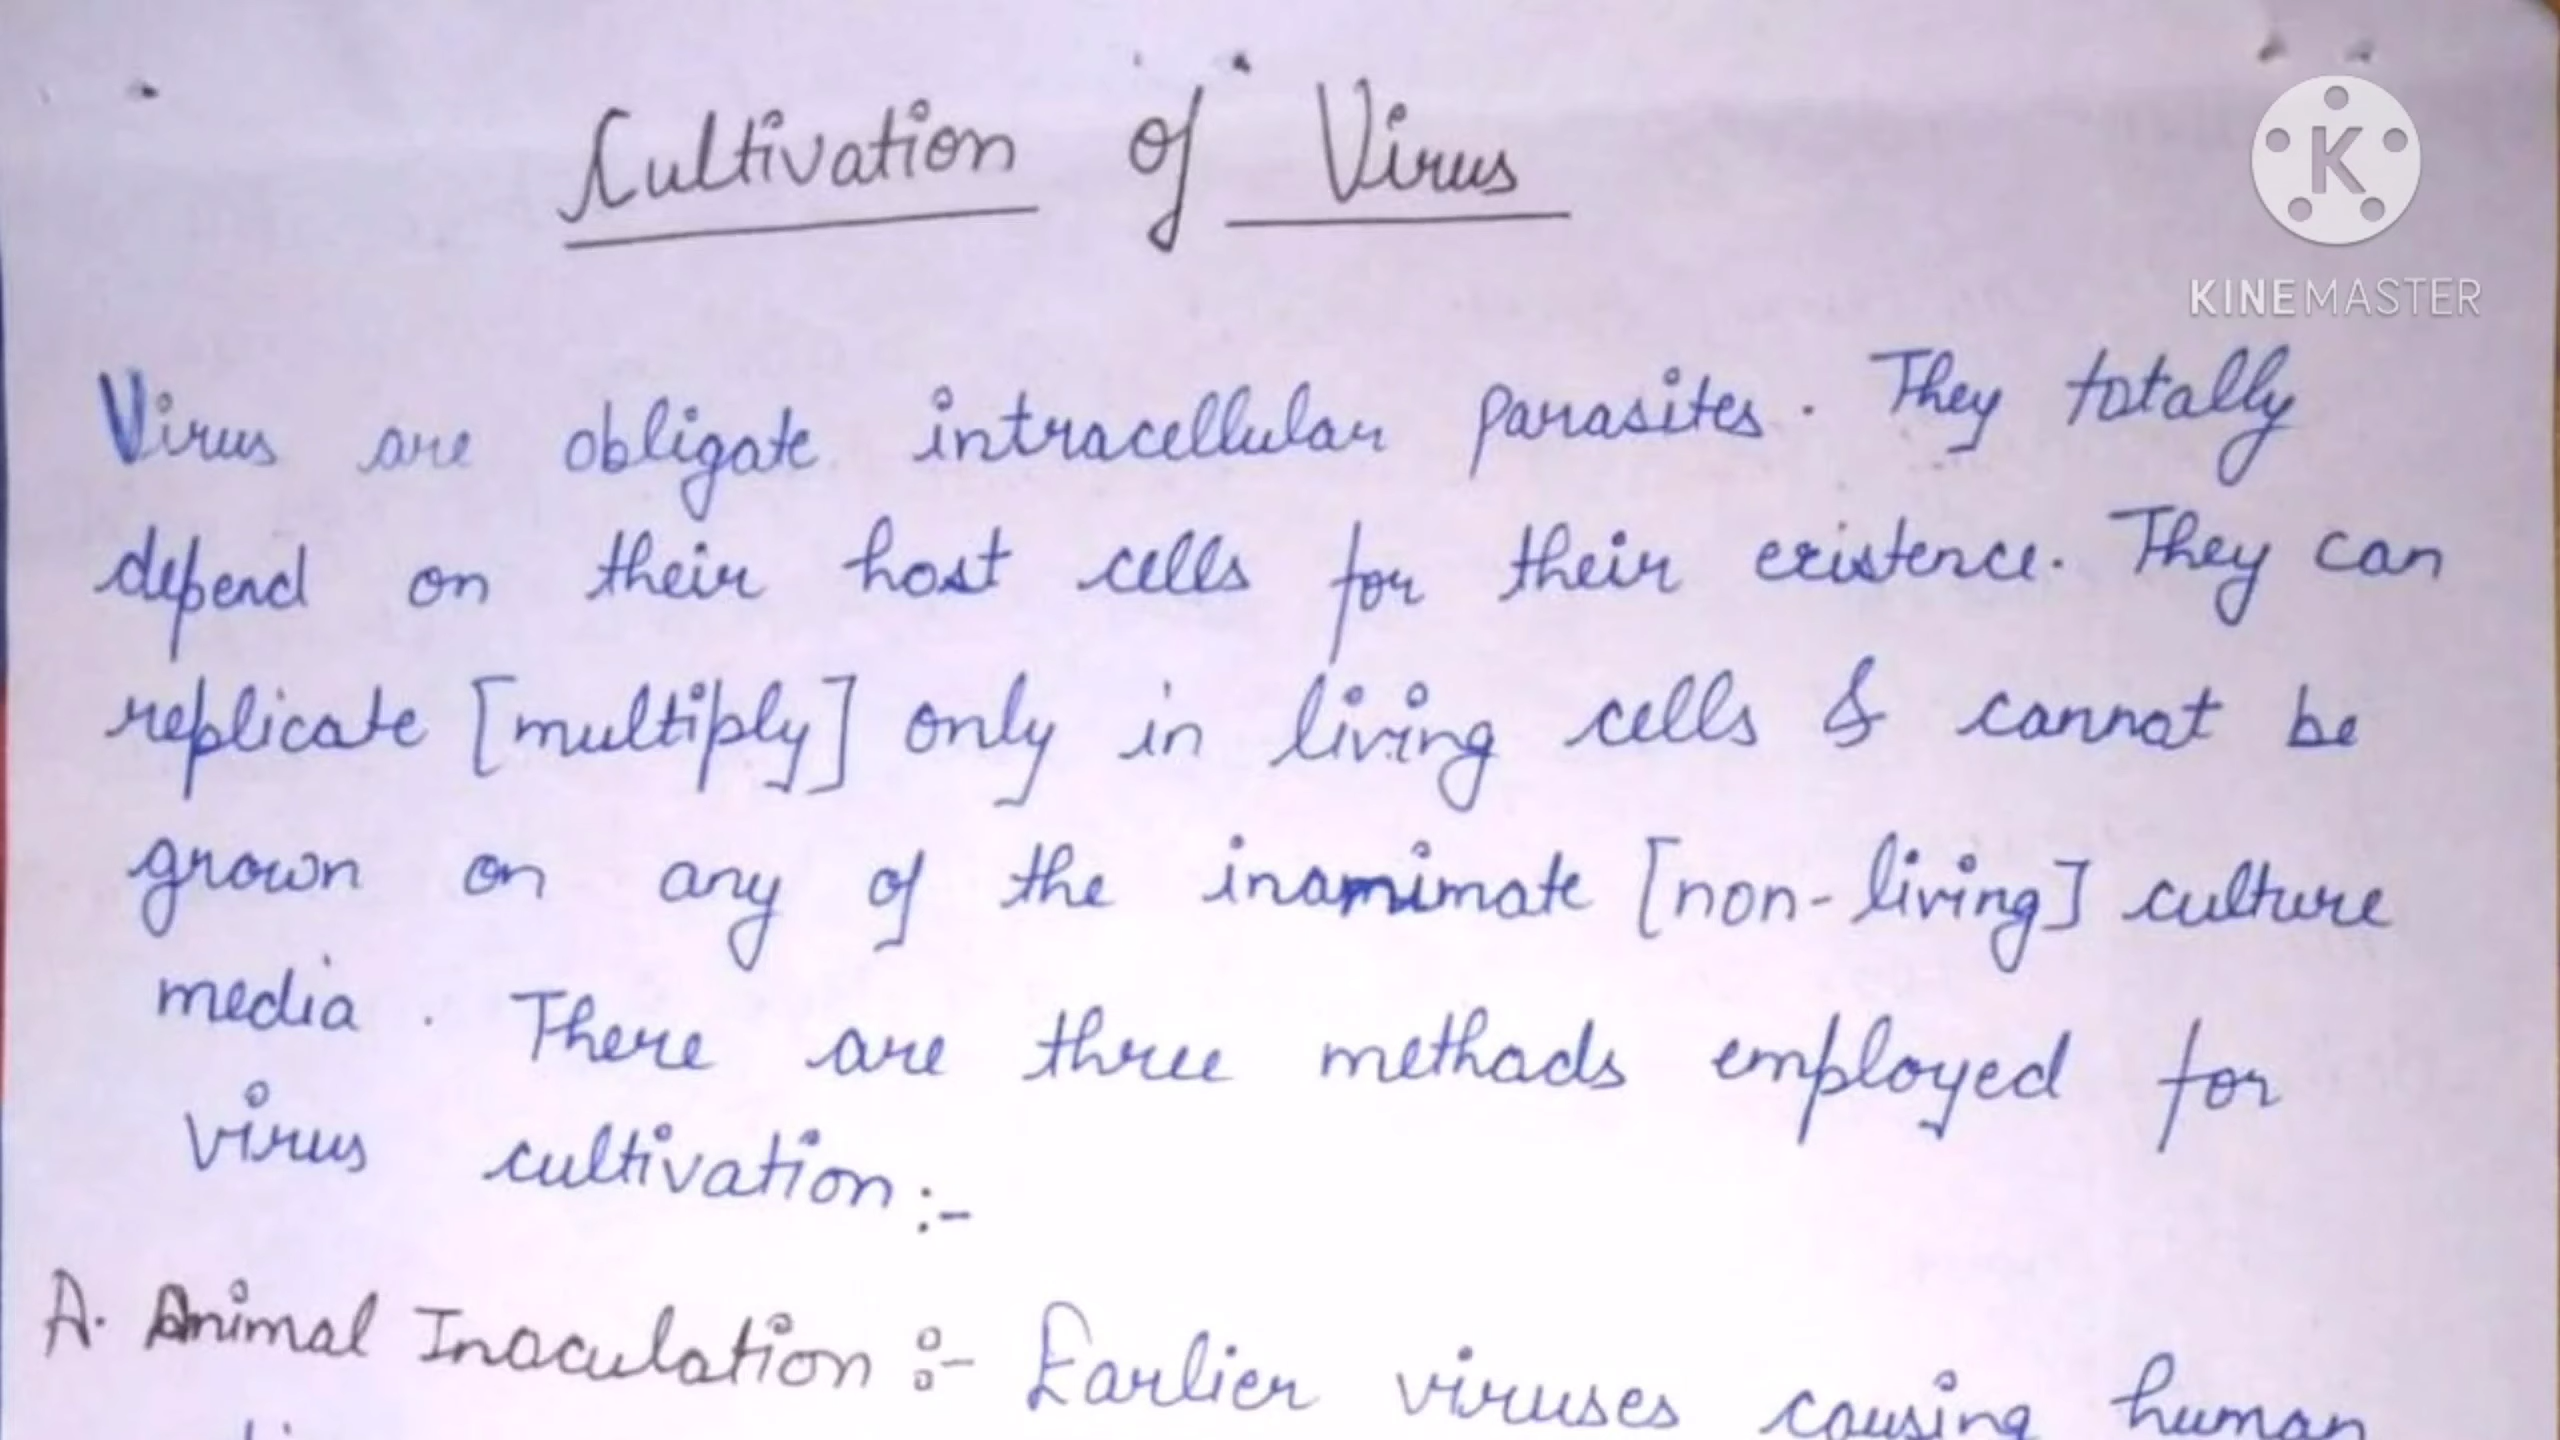 Cultivation of Virus
K
KINEMASTER
Virus are obligate intracellular parasites. They totally
depend on their host cells for their existence. They can
replicate [multiply] only in living cells & cannot be
grown on any of the inanimate [non-living] culture
media. There are three methods employed for
virus cultivation:-
A. Animal Inoculation :- Earlier viruses causing human